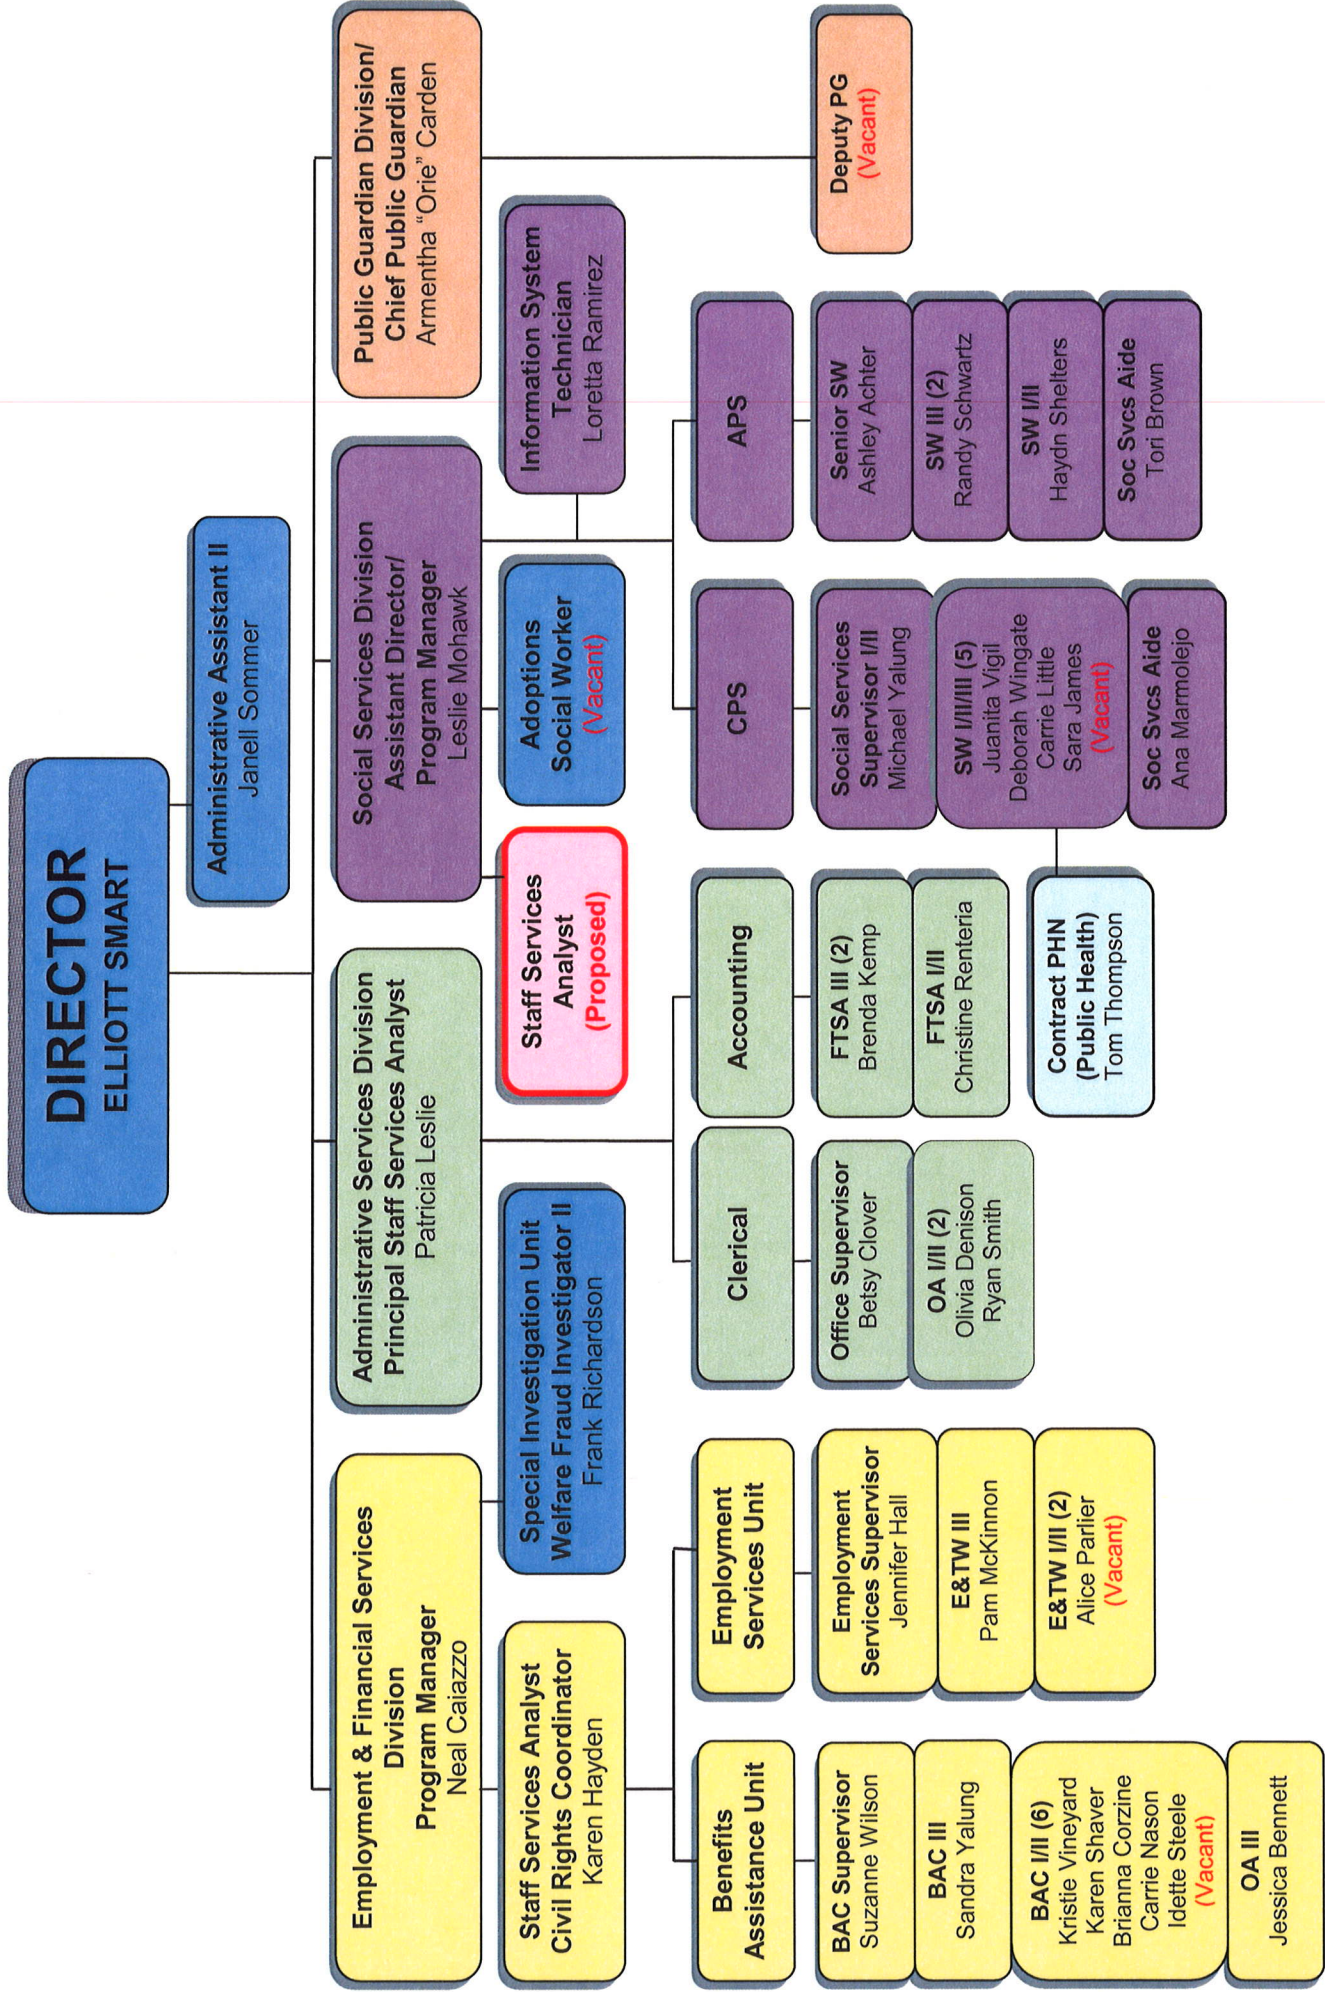 DIRECTOR
ELLIOTT SMART
Administrative Assistant II
Janell Sommer
Employment & Financial Services
Division
Program Manager
Neal Caiazzo
Administrative Services Division
Principal Staff Services Analyst
Patricia Leslie
Social Services Division
Assistant Director/
Program Manager
Leslie Mohawk
Public Guardian Division/
Chief Public Guardian
Armentha “Orie” Carden
Staff Services Analyst
Civil Rights Coordinator
Karen Hayden
Special Investigation Unit
Welfare Fraud Investigator II
Frank Richardson
Staff Services
Analyst
(Proposed)
Adoptions
Social Worker
(Vacant)
Information System
Technician
Loretta Ramirez
Benefits
Assistance Unit
Employment
Services Unit
Clerical
Accounting
CPS
APS
BAC Supervisor
Suzanne Wilson
BAC III
Sandra Yalung
BAC I/II (6)
Kristie Vineyard
Karen Shaver
Brianna Corzine
Carrie Nason
Idette Steele
(Vacant)
OA III
Jessica Bennett
Employment
Services Supervisor
Jennifer Hall
E&TW III
Pam McKinnon
E&TW I/II (2)
Alice Parlier
(Vacant)
Office Supervisor
Betsy Clover
OA I/II (2)
Olivia Denison
Ryan Smith
FTSA III (2)
Brenda Kemp
FTSA I/II
Christine Renteria
Contract PHN
(Public Health)
Tom Thompson
Social Services
Supervisor I/II
Michael Yalung
SW I/II/III (5)
Juanita Vigil
Deborah Wingate
Carrie Little
Sara James
(Vacant)
Soc Svcs Aide
Ana Marmolejo
Senior SW
Ashley Achter
SW III (2)
Randy Schwartz
SW I/II
Haydn Shelters
Soc Svcs Aide
Tori Brown
Deputy PG
(Vacant)